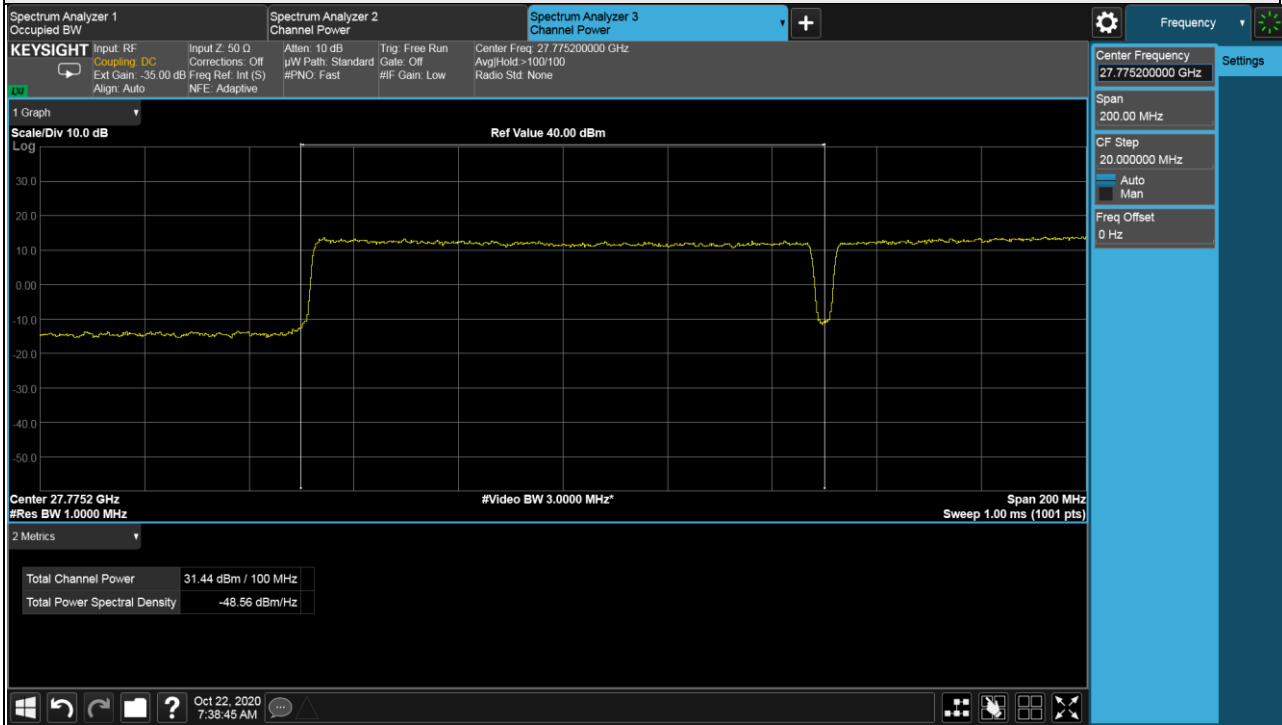 Spectrum Analyzer 1
Occupied BW
Spectrum Analyzer 2
Channel Power
Spectrum Analyzer 3
Channel Power
Frequency
KEYSIGHT
Input: RF
Coupling: DC
Ext Gain: -35.00 dB
Align: Auto
Input Z: 50 Ω
Corrections: Off
Freq Ref: Int (S)
NFE: Adaptive
Atten: 10 dB
µW Path: Standard
#PNO: Fast
Trig: Free Run
Gate: Off
#IF Gain: Low
Center Freq: 27.775200000 GHz
Avg|Hold:>100/100
Radio Std: None
Center Frequency
27.775200000 GHz
Settings
Span
200.00 MHz
CF Step
20.000000 MHz
Auto
Man
Freq Offset
0 Hz
1 Graph
Scale/Div 10.0 dB
Ref Value 40.00 dBm
Log
30.0
20.0
10.0
0.00
-10.0
-20.0
-30.0
-40.0
-50.0
Center 27.7752 GHz
#Video BW 3.0000 MHz*
Span 200 MHz
#Res BW 1.0000 MHz
Sweep 1.00 ms (1001 pts)
2 Metrics
Total Channel Power 31.44 dBm / 100 MHz
Total Power Spectral Density -48.56 dBm/Hz
Oct 22, 2020
7:38:45 AM